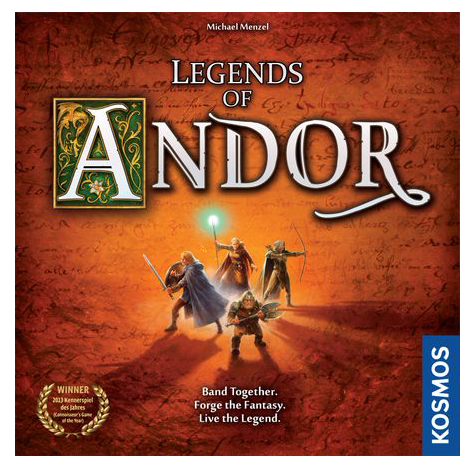 Michael Menzel
LEGENDS
OF
ANDOR
Band Together.
Forge the Fantasy.
Live the Legend.
WINNER
2013 Kennerspiel
des Jahres
(Connoisseur's Game
of the Year)
KOSMOS